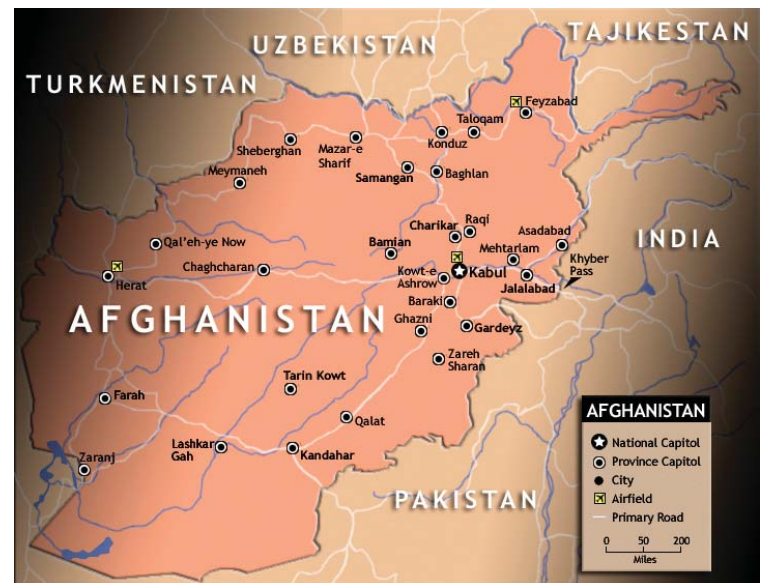 UZBEKISTAN
TAJIKESTAN
TURKMENISTAN
Feyzabad
Taloqam
Konduz
Sheberghan
Mazar-e
Sharif
Samangan
Baghlan
Meymaneh
Charikar
Raqi
Asadabad
Qal'eh-ye Now
Bamian
Mehtarlam
INDIA
Khyber
Pass
Herat
Chaghcharan
Kowt-e
Ashrow
Kabul
Jalalabad
Baraki
AFGHANISTAN
Ghazni
Gardeyz
Zareh
Sharan
Tarin Kowt
Farah
Qalat
Lashkar
Gah
Kandahar
Zaranj
PAKISTAN
AFGHANISTAN
National Capitol
Province Capitol
City
Airfield
Primary Road
0 50 200
Miles